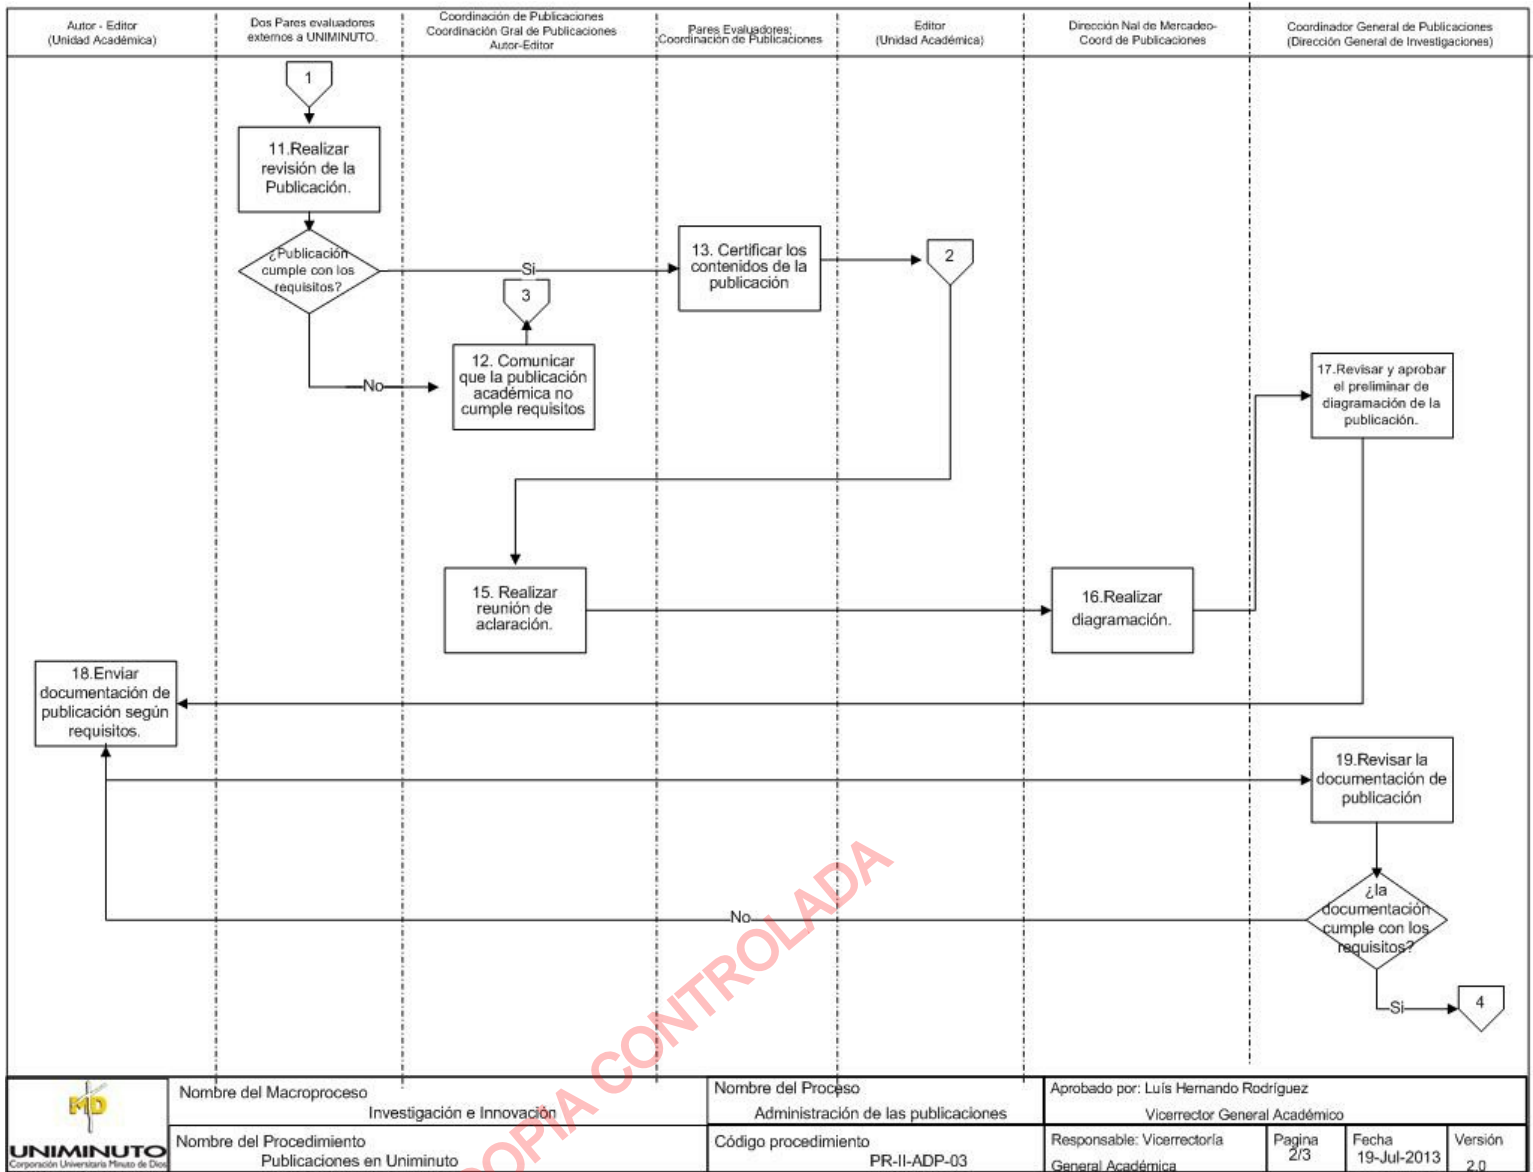 Autor - Editor
(Unidad Académica)
Dos Pares evaluadores
externos a UNIMINUTO.
Coordinación de Publicaciones
Coordinación Gral de Publicaciones
Autor-Editor
Pares Evaluadores;
Coordinación de Publicaciones
Editor
(Unidad Académica)
Dirección Nal de Mercadeo-
Coord de Publicaciones
Coordinador General de Publicaciones
(Dirección General de Investigaciones)
1
11.Realizar
revisión de la
Publicación.
¿Publicación
cumple con los
requisitos?
Si
3
13. Certificar los
contenidos de la
publicación
2
No
12. Comunicar
que la publicación
académica no
cumple requisitos
17.Revisar y aprobar
el preliminar de
diagramación de la
publicación.
15. Realizar
reunión de
aclaración.
16.Realizar
diagramación.
18.Enviar
documentación de
publicación según
requisitos.
19.Revisar la
documentación de
publicación
¿la
documentación
cumple con los
requisitos?
No
Si
4
COPIA CONTROLADA
MD
UNIMINUTO
Corporación Universitaria Minuto de Dios
Nombre del Macroproceso
Investigación e Innovación
Nombre del Proceso
Administración de las publicaciones
Aprobado por: Luís Hernando Rodríguez
Vicerrector General Académico
Nombre del Procedimiento
Publicaciones en Uniminuto
Código procedimiento
PR-II-ADP-03
Responsable: Vicerrectoría
General Académica
Pagina
2/3
Fecha
19-Jul-2013
Versión
2.0